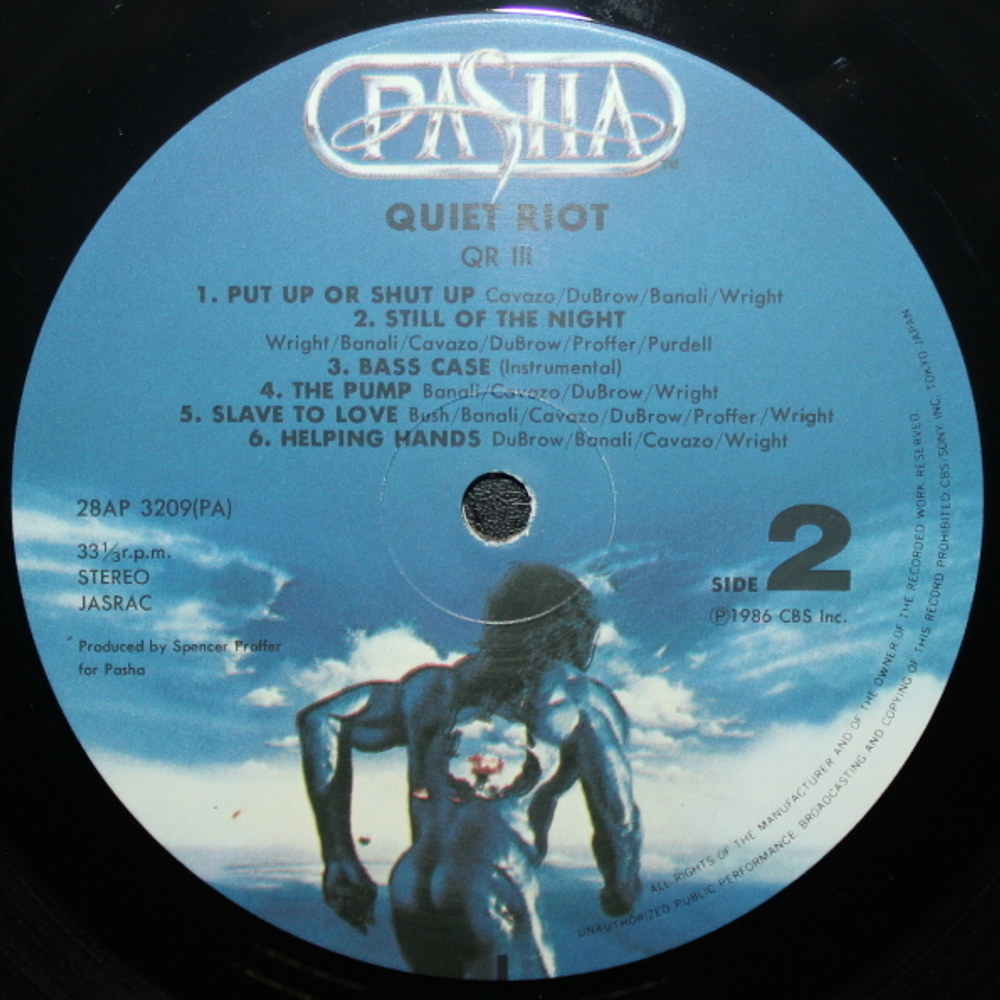 PASHA
TM
QUIET RIOT
QR III
1. PUT UP OR SHUT UP Cavazo/DuBrow/Banali/Wright
2. STILL OF THE NIGHT
Wright/Banali/Cavazo/DuBrow/Proffer/Purdell
3. BASS CASE (Instrumental)
4. THE PUMP Banali/Cavazo/DuBrow/Wright
5. SLAVE TO LOVE Bush/Banali/Cavazo/DuBrow/Proffer/Wright
6. HELPING HANDS DuBrow/Banali/Cavazo/Wright
28AP 3209(PA)
33⅓r.p.m.
STEREO
JASRAC
Produced by Spencer Proffer
for Pasha
SIDE 2
Ⓟ1986 CBS Inc.
ALL RIGHTS OF THE MANUFACTURER AND OF THE OWNER OF THE RECORDED WORK RESERVED.
UNAUTHORIZED PUBLIC PERFORMANCE, BROADCASTING AND COPYING OF THIS RECORD PROHIBITED. CBS/SONY INC. TOKYO JAPAN